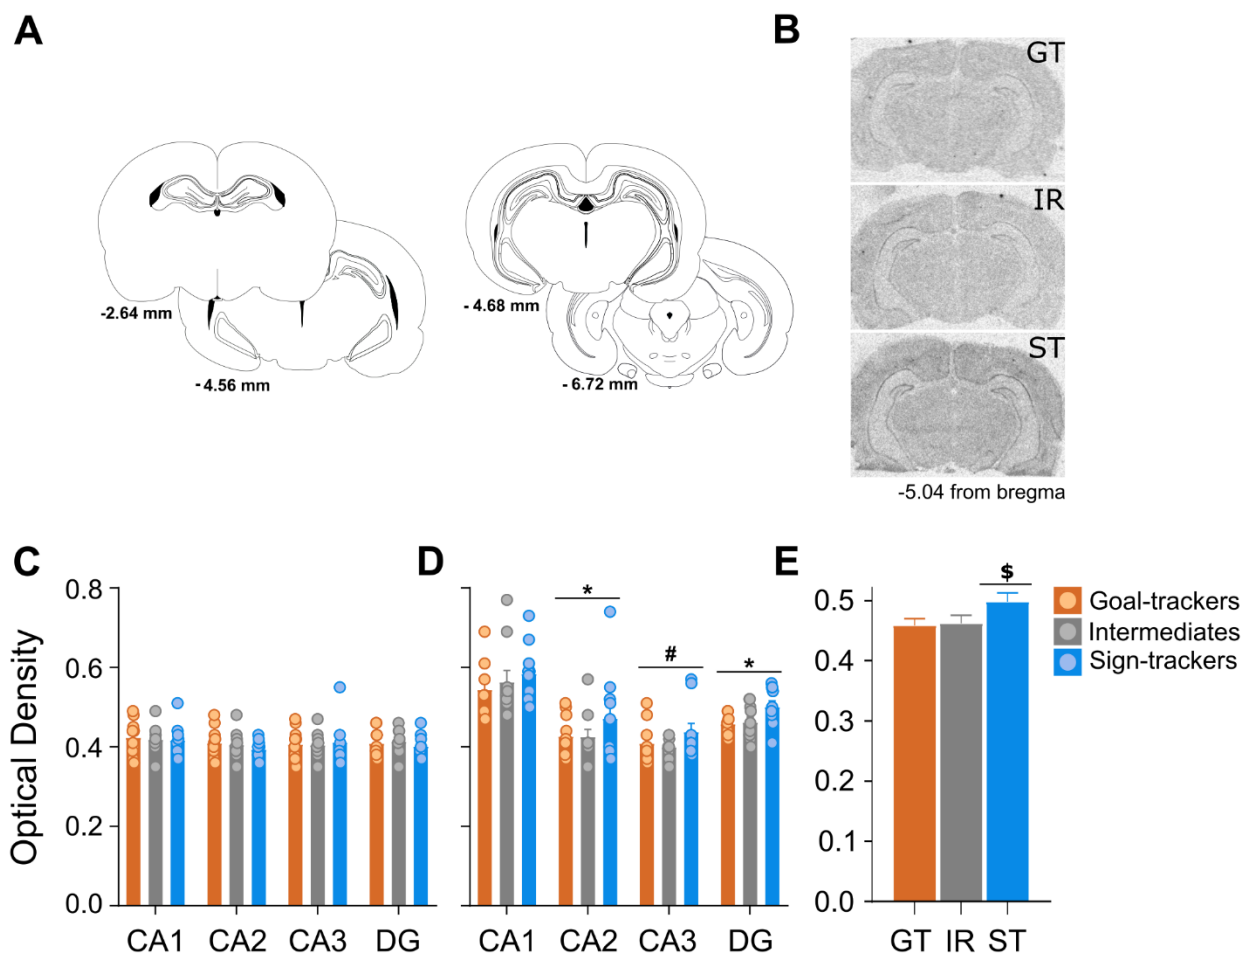 A
B
GT
IR
ST
-5.04 from bregma
-2.64 mm
- 4.56 mm
- 4.68 mm
- 6.72 mm
C
D
E
Optical Density
0.8
0.6
0.4
0.2
0.0
CA1 CA2 CA3 DG
*
#
*
CA1 CA2 CA3 DG
$
0.5
0.4
0.3
0.2
0.1
0.0
GT IR ST
Goal-trackers
Intermediates
Sign-trackers